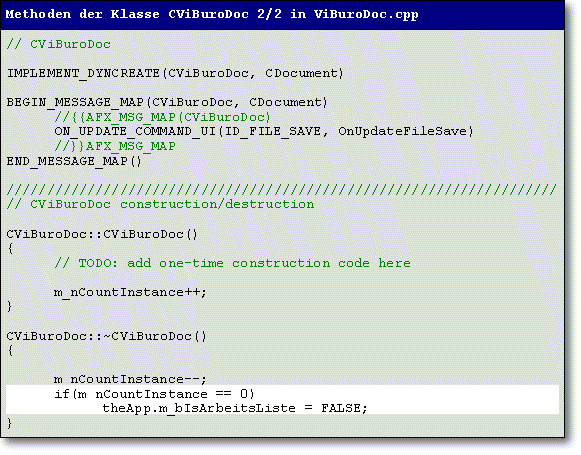 Methoden der Klasse CViBuroDoc 2/2 in ViBuroDoc.cpp
// CViBuroDoc
IMPLEMENT_DYNCREATE(CViBuroDoc, CDocument)
BEGIN_MESSAGE_MAP(CViBuroDoc, CDocument)
//{{AFX_MSG_MAP(CViBuroDoc)
ON_UPDATE_COMMAND_UI(ID_FILE_SAVE, OnUpdateFileSave)
//}}AFX_MSG_MAP
END_MESSAGE_MAP()
////////////////////////////////////////////////////////////////////
// CViBuroDoc construction/destruction
CViBuroDoc::CViBuroDoc()
{
// TODO: add one-time construction code here
m_nCountInstance++;
}
CViBuroDoc::~CViBuroDoc()
{
m_nCountInstance--;
if(m_nCountInstance == 0)
theApp.m_bIsArbeitsListe = FALSE;
}